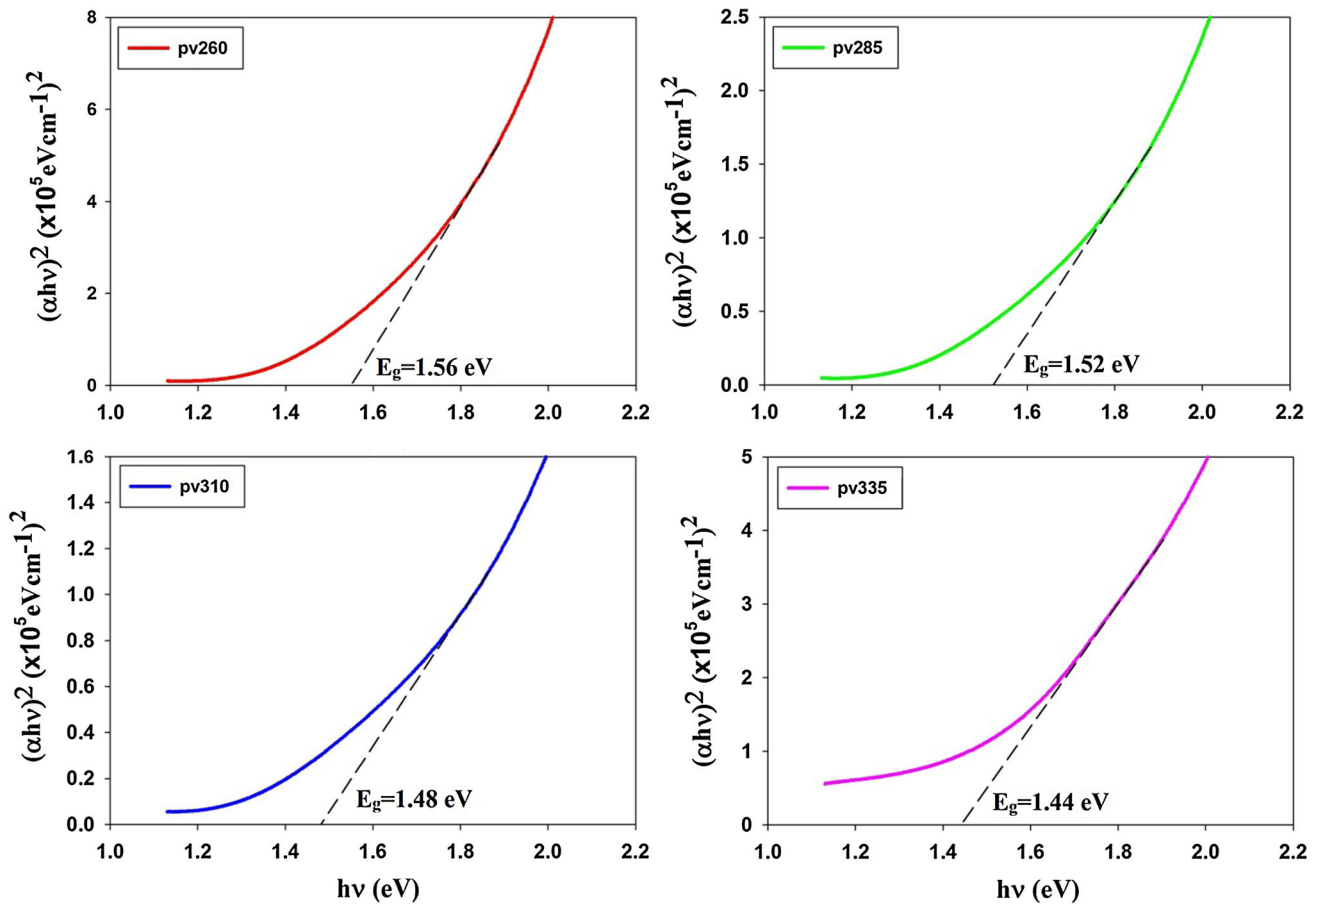 pv260
(αhν)2 (x105eVcm-1)2
8
6
4
2
0
Eg=1.56 eV
1.0 1.2 1.4 1.6 1.8 2.0 2.2
pv285
(αhν)2 (x105eVcm-1)2
2.5
2.0
1.5
1.0
0.5
0.0
Eg=1.52 eV
1.0 1.2 1.4 1.6 1.8 2.0 2.2
pv310
(αhν)2 (x105eVcm-1)2
1.6
1.4
1.2
1.0
0.8
0.6
0.4
0.2
0.0
Eg=1.48 eV
1.0 1.2 1.4 1.6 1.8 2.0 2.2
hν (eV)
pv335
(αhν)2 (x105eVcm-1)2
5
4
3
2
1
0
Eg=1.44 eV
1.0 1.2 1.4 1.6 1.8 2.0 2.2
hν (eV)